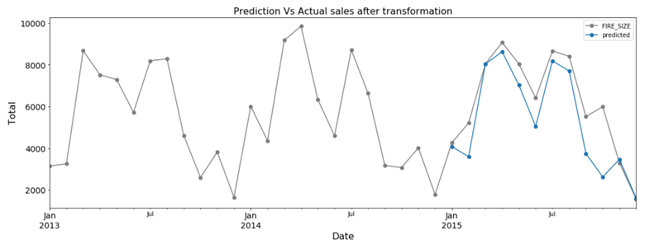 Prediction Vs Actual sales after transformation
FIRE_SIZE
predicted
10000
8000
6000
4000
2000
Total
Jan Jul Jan Jul Jan Jul
2013 2014 2015
Date